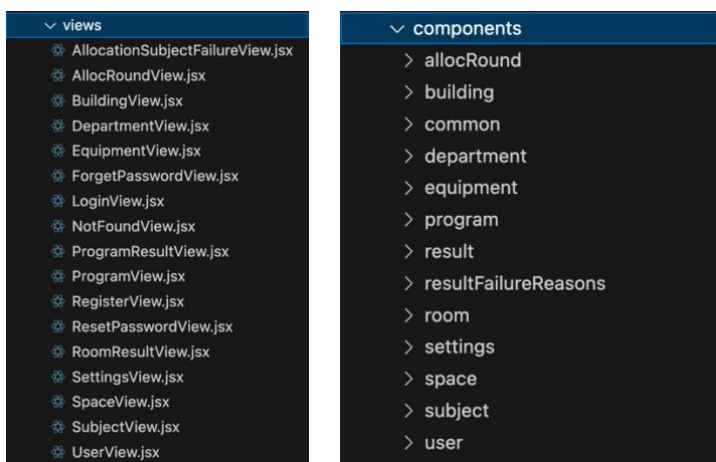 views
AllocationSubjectFailureView.jsx
AllocRoundView.jsx
BuildingView.jsx
DepartmentView.jsx
EquipmentView.jsx
ForgetPasswordView.jsx
LoginView.jsx
NotFoundView.jsx
ProgramResultView.jsx
ProgramView.jsx
RegisterView.jsx
ResetPasswordView.jsx
RoomResultView.jsx
SettingsView.jsx
SpaceView.jsx
SubjectView.jsx
UserView.jsx
components
allocRound
building
common
department
equipment
program
result
resultFailureReasons
room
settings
space
subject
user